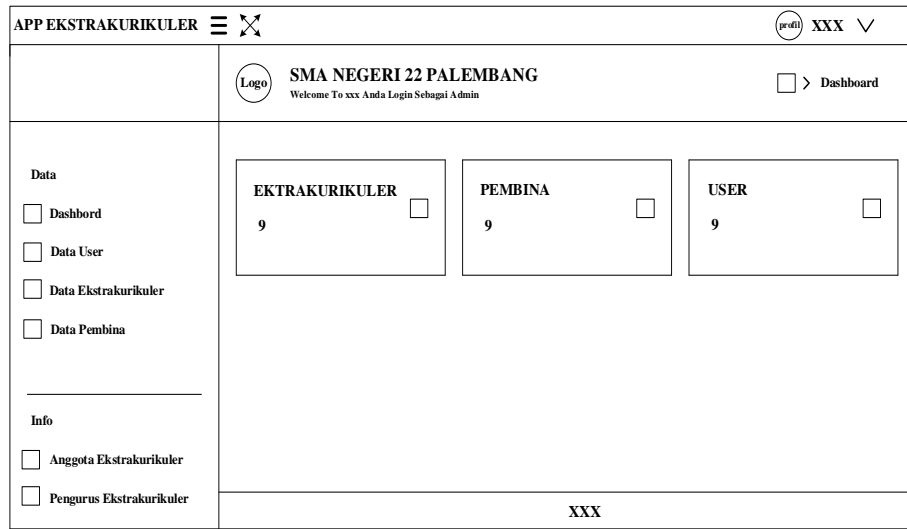 APP EKSTRAKURIKULER
profil XXX
Logo
SMA NEGERI 22 PALEMBANG
Welcome To xxx Anda Login Sebagai Admin
Dashboard
Data
Dashbord
Data User
Data Ekstrakurikuler
Data Pembina
Info
Anggota Ekstrakurikuler
Pengurus Ekstrakurikuler
EKTRAKURIKULER
9
PEMBINA
9
USER
9
XXX